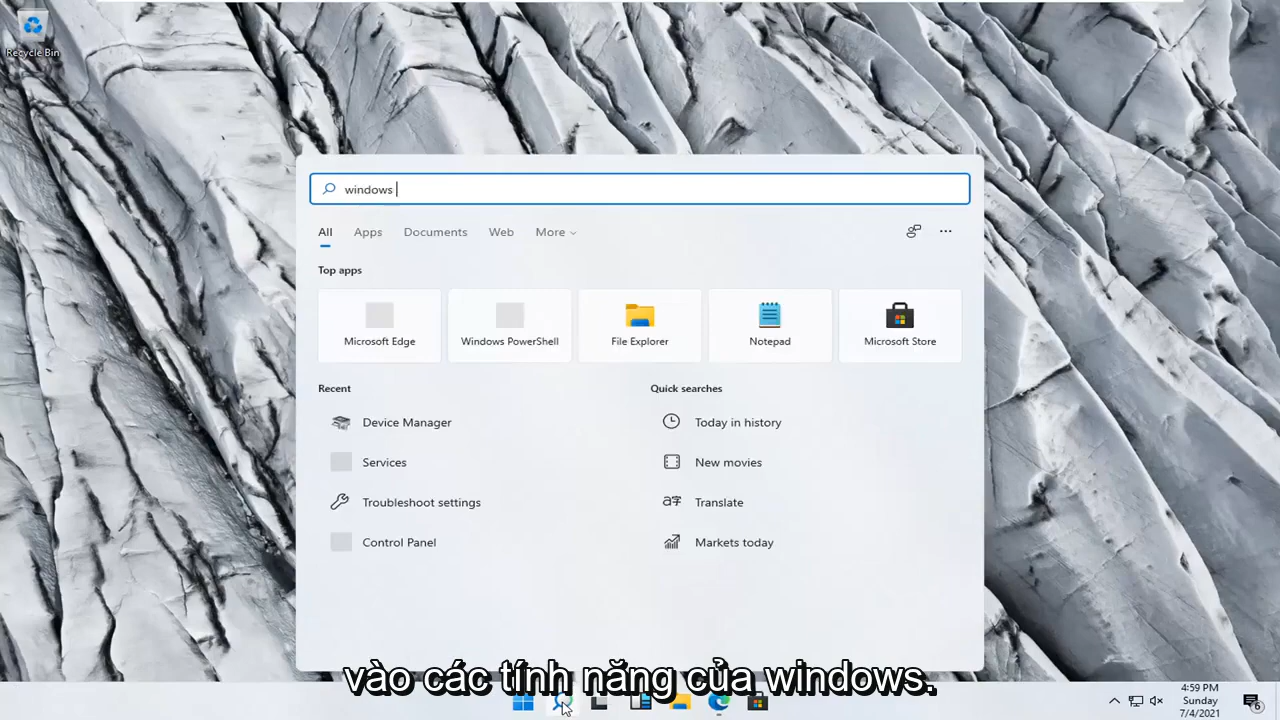 Recycle Bin
windows
All Apps Documents Web More
Top apps
Microsoft Edge Windows PowerShell File Explorer Notepad Microsoft Store
Recent Quick searches
Device Manager Today in history
Services New movies
Troubleshoot settings Translate
Control Panel Markets today
vào các tính năng của windows.
4:59 PM
Sunday
7/4/2021
6